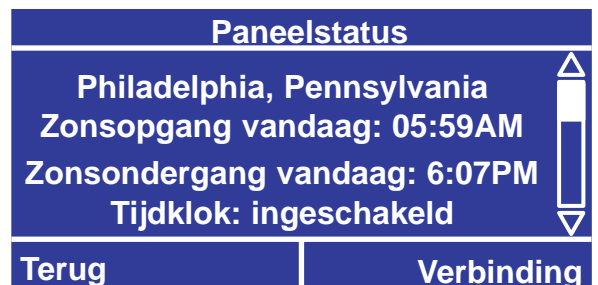 Paneelstatus
Philadelphia, Pennsylvania
Zonsopgang vandaag: 05:59AM
Zonsondergang vandaag: 6:07PM
Tijdklok: ingeschakeld
Terug
Verbinding